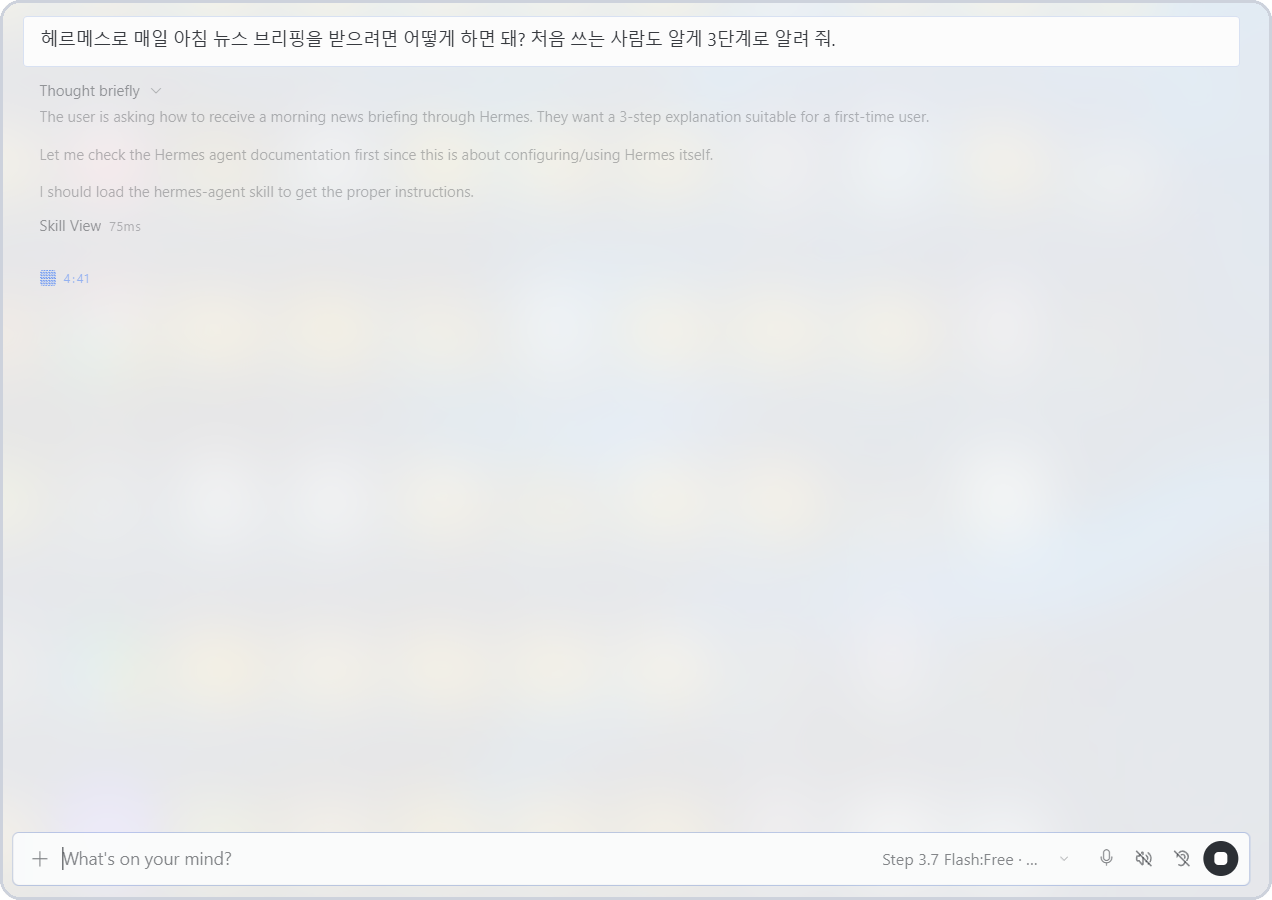 헤르메스로 매일 아침 뉴스 브리핑을 받으려면 어떻게 하면 돼? 처음 쓰는 사람도 알게 3단계로 알려 줘.
Thought briefly
The user is asking how to receive a morning news briefing through Hermes. They want a 3-step explanation suitable for a first-time user.
Let me check the Hermes agent documentation first since this is about configuring/using Hermes itself.
I should load the hermes-agent skill to get the proper instructions.
Skill View 75ms
4:41
What's on your mind?
Step 3.7 Flash:Free · ...